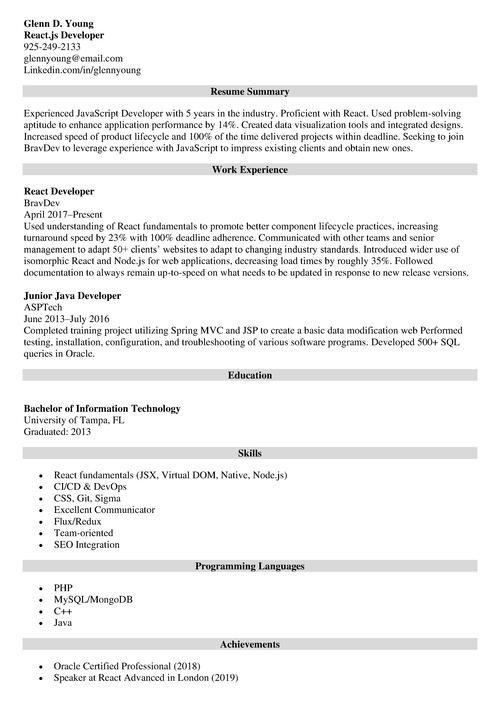 Glenn D. Young
React.js Developer
925-249-2133
glennyoung@email.com
Linkedin.com/in/glennyoung
Resume Summary
Experienced JavaScript Developer with 5 years in the industry. Proficient with React. Used problem-solving
aptitude to enhance application performance by 14%. Created data visualization tools and integrated designs.
Increased speed of product lifecycle and 100% of the time delivered projects within deadline. Seeking to join
BravDev to leverage experience with JavaScript to impress existing clients and obtain new ones.
Work Experience
React Developer
BravDev
April 2017–Present
Used understanding of React fundamentals to promote better component lifecycle practices, increasing
turnaround speed by 23% with 100% deadline adherence. Communicated with other teams and senior
management to adapt 50+ clients’ websites to adapt to changing industry standards. Introduced wider use of
isomorphic React and Node.js for web applications, decreasing load times by roughly 35%. Followed
documentation to always remain up-to-speed on what needs to be updated in response to new release versions.
Junior Java Developer
ASPTech
June 2013–July 2016
Completed training project utilizing Spring MVC and JSP to create a basic data modification web Performed
testing, installation, configuration, and troubleshooting of various software programs. Developed 500+ SQL
queries in Oracle.
Education
Bachelor of Information Technology
University of Tampa, FL
Graduated: 2013
Skills
• React fundamentals (JSX, Virtual DOM, Native, Node.js)
• CI/CD & DevOps
• CSS, Git, Sigma
• Excellent Communicator
• Flux/Redux
• Team-oriented
• SEO Integration
Programming Languages
• PHP
• MySQL/MongoDB
• C++
• Java
Achievements
• Oracle Certified Professional (2018)
• Speaker at React Advanced in London (2019)